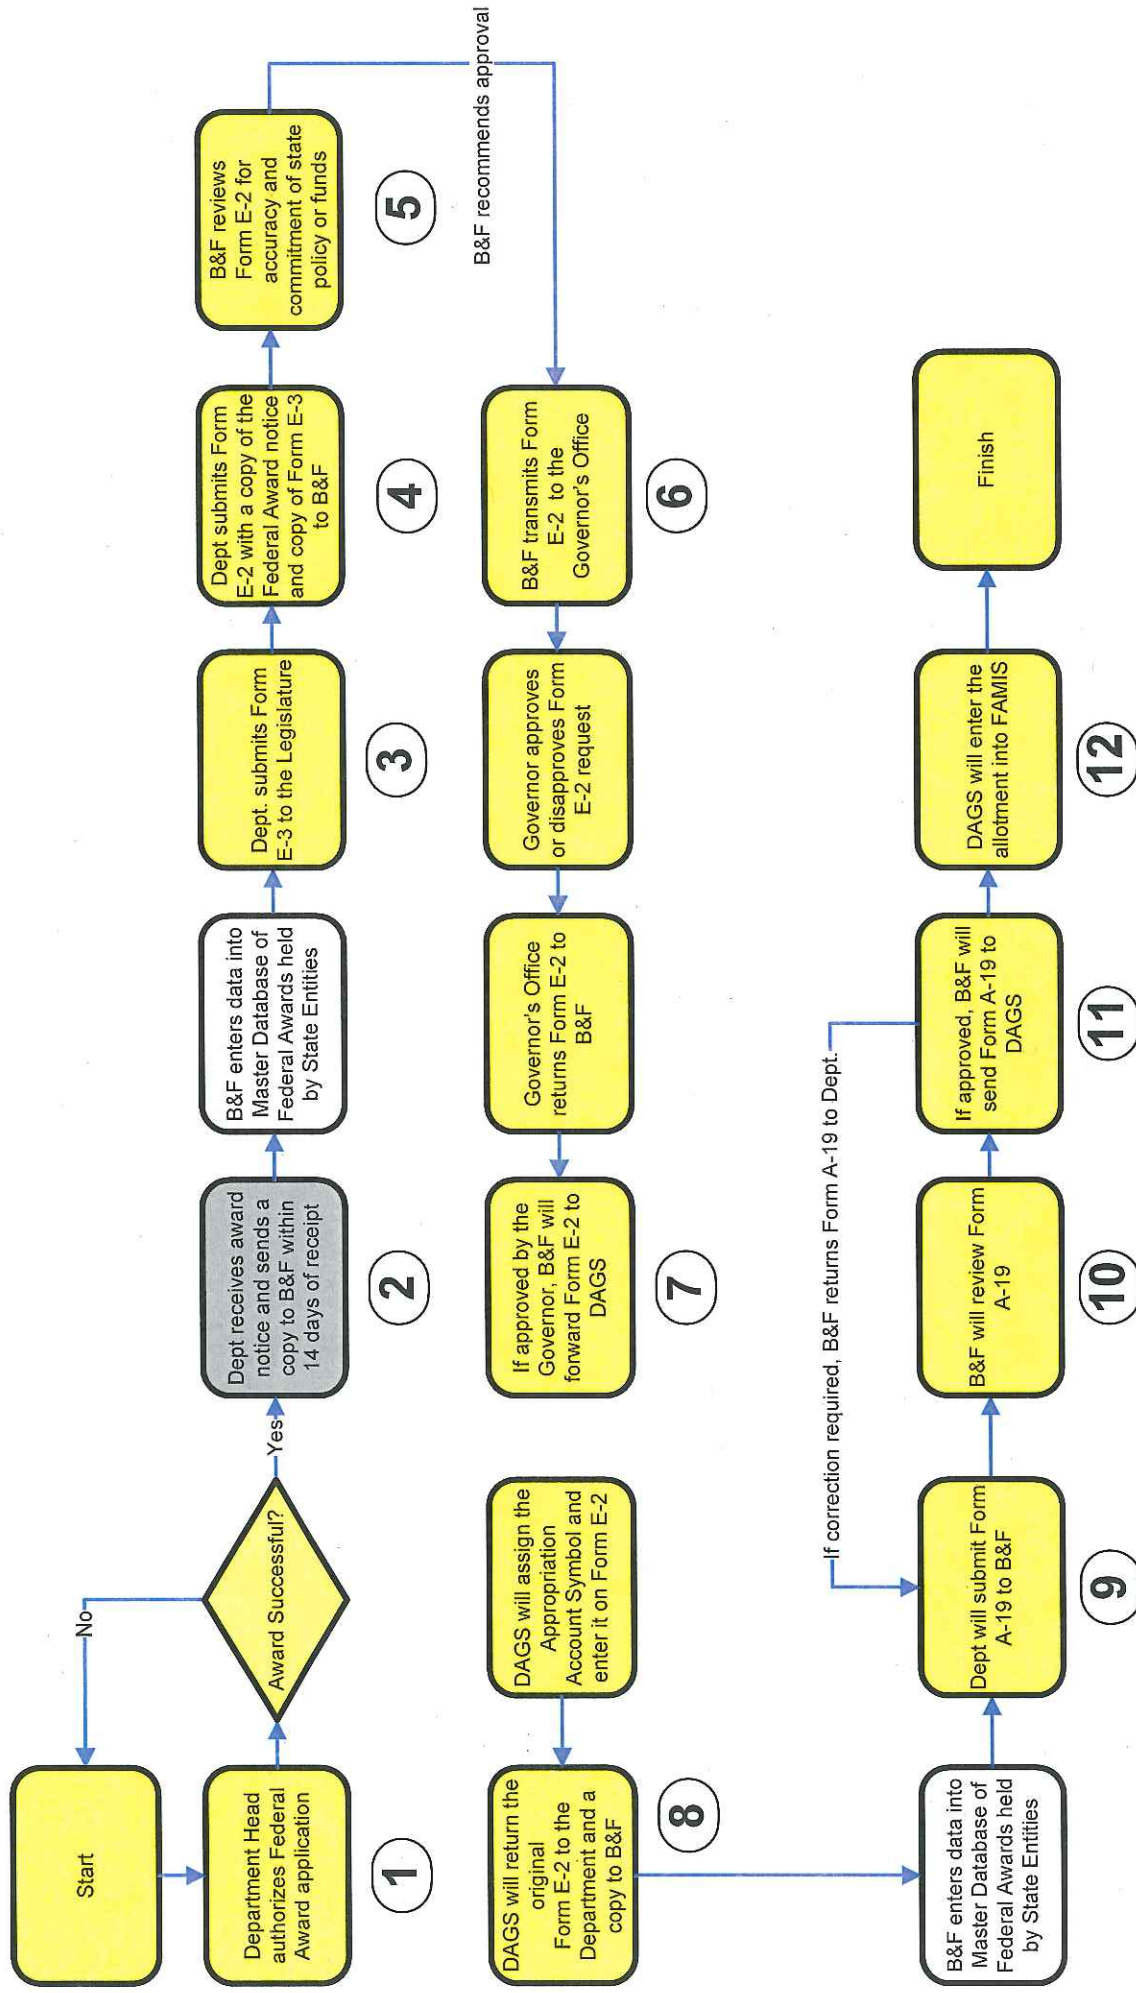 Start
No
Department Head
authorizes Federal
Award application
1
Award Successful?
Yes
Dept receives award
notice and sends a
copy to B&F within
14 days of receipt
2
B&F enters data into
Master Database of
Federal Awards held
by State Entities
Dept. submits Form
E-3 to the Legislature
3
Dept submits Form
E-2 with a copy of the
Federal Award notice
and copy of Form E-3
to B&F
4
B&F reviews
Form E-2 for
accuracy and
commitment of state
policy or funds
5
B&F recommends approval
B&F transmits Form
E-2 to the
Governor's Office
6
Governor approves
or disapproves Form
E-2 request
Governor's Office
returns Form E-2 to
B&F
If approved by the
Governor, B&F will
forward Form E-2 to
DAGS
7
DAGS will assign the
Appropriation
Account Symbol and
enter it on Form E-2
DAGS will return the
original
Form E-2 to the
Department and a
copy to B&F
8
B&F enters data into
Master Database of
Federal Awards held
by State Entities
Dept will submit Form
A-19 to B&F
9
If correction required, B&F returns Form A-19 to Dept.
B&F will review Form
A-19
10
If approved, B&F will
send Form A-19 to
DAGS
11
DAGS will enter the
allotment into FAMIS
12
Finish